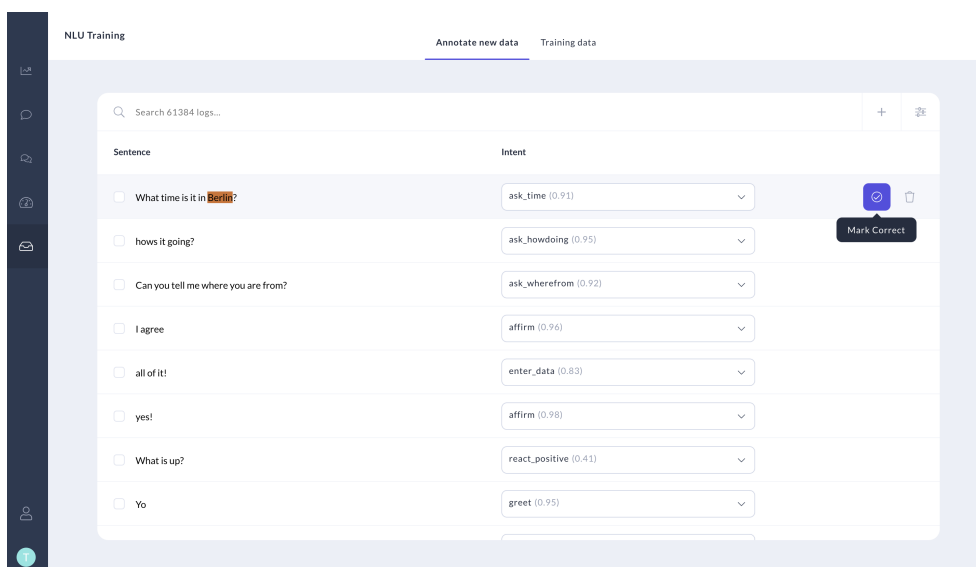 NLU Training
Annotate new data
Training data
Search 61384 logs...
Sentence
Intent
What time is it in Berlin?
ask_time (0.91)
Mark Correct
hows it going?
ask_howdoing (0.95)
Can you tell me where you are from?
ask_wherefrom (0.92)
I agree
affirm (0.96)
all of it!
enter_data (0.83)
yes!
affirm (0.98)
What is up?
react_positive (0.41)
Yo
greet (0.95)
T